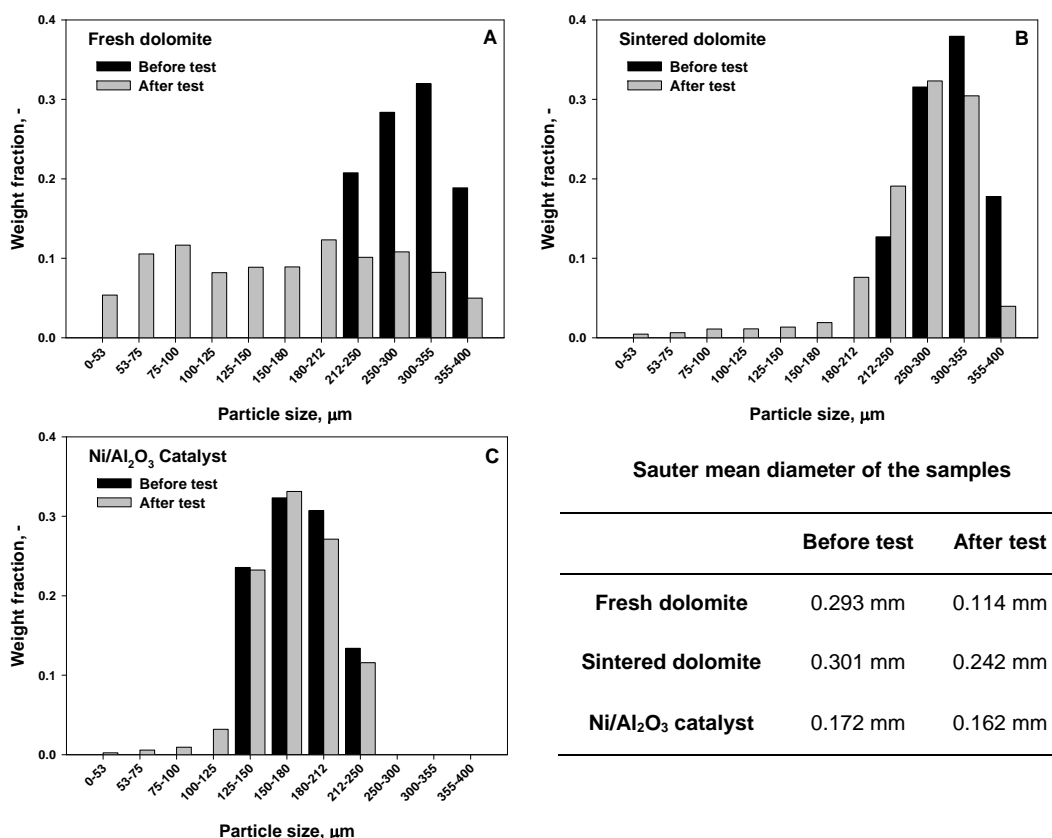 Fresh dolomite
A
Before test
After test
Weight fraction, -
0.4
0.3
0.2
0.1
0.0
0-53
53-75
75-100
100-125
125-150
150-180
180-212
212-250
250-300
300-355
355-400
Particle size, μm
Sintered dolomite
B
Before test
After test
Weight fraction, -
0.4
0.3
0.2
0.1
0.0
0-53
53-75
75-100
100-125
125-150
150-180
180-212
212-250
250-300
300-355
355-400
Particle size, μm
Ni/Al₂O₃ Catalyst
C
Before test
After test
Weight fraction, -
0.4
0.3
0.2
0.1
0.0
0-53
53-75
75-100
100-125
125-150
150-180
180-212
212-250
250-300
300-355
355-400
Particle size, μm
Sauter mean diameter of the samples
Before test After test
Fresh dolomite 0.293 mm 0.114 mm
Sintered dolomite 0.301 mm 0.242 mm
Ni/Al₂O₃ catalyst 0.172 mm 0.162 mm